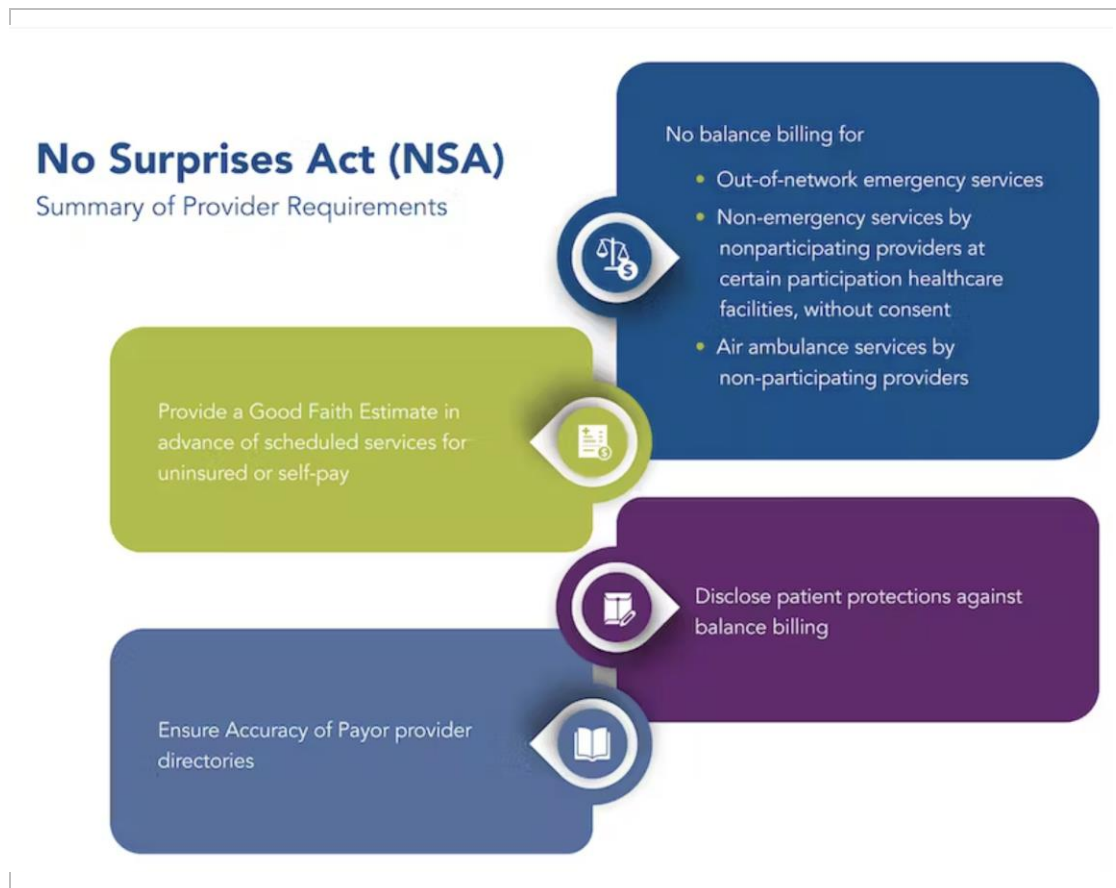 No Surprises Act (NSA)
Summary of Provider Requirements
No balance billing for
• Out-of-network emergency services
• Non-emergency services by
nonparticipating providers at
certain participation healthcare
facilities, without consent
• Air ambulance services by
non-participating providers
Provide a Good Faith Estimate in
advance of scheduled services for
uninsured or self-pay
Disclose patient protections against
balance billing
Ensure Accuracy of Payor provider
directories